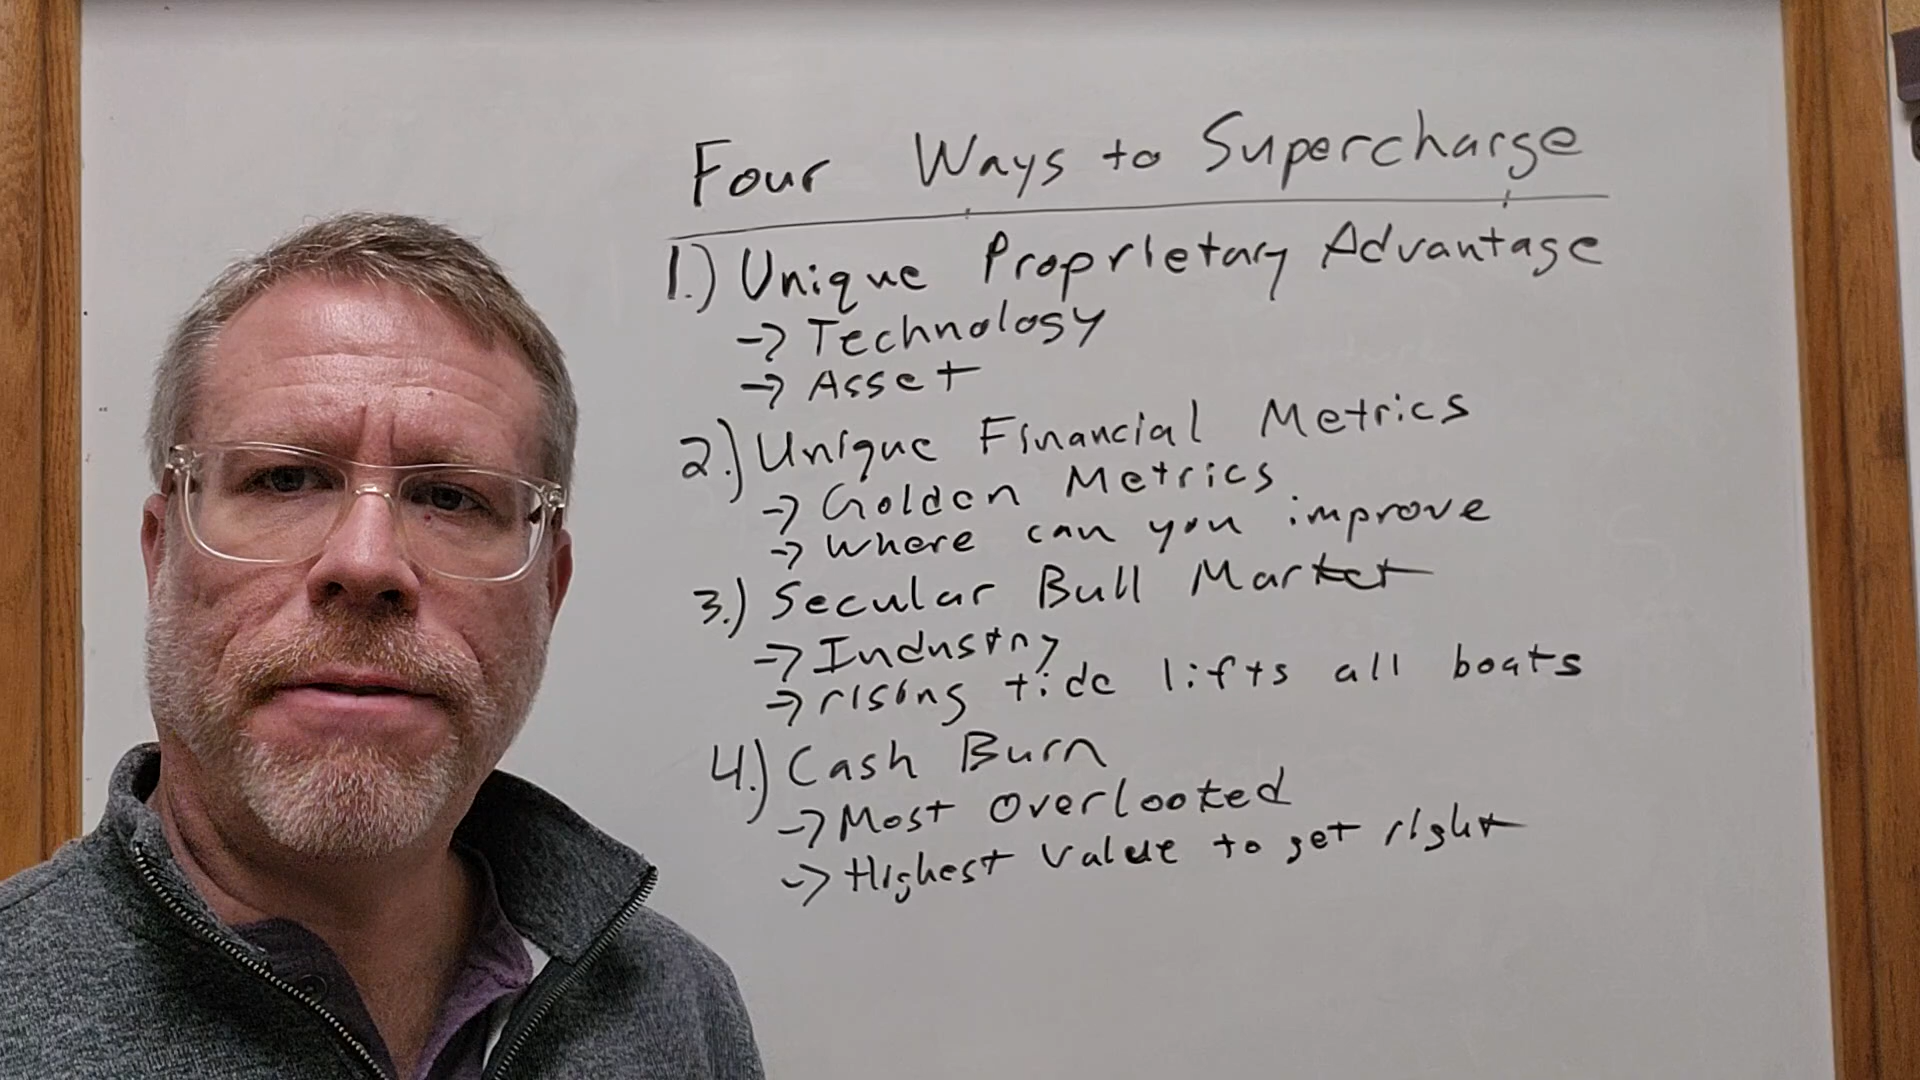 Four Ways to Supercharge
1.) Unique Proprietary Advantage
-> Technology
-> Asset
2.) Unique Financial Metrics
-> Golden Metrics
-> Where can you improve
3.) Secular Bull Market
-> Industry
-> rising tide lifts all boats
4.) Cash Burn
-> Most Overlooked
-> Highest Value to get right